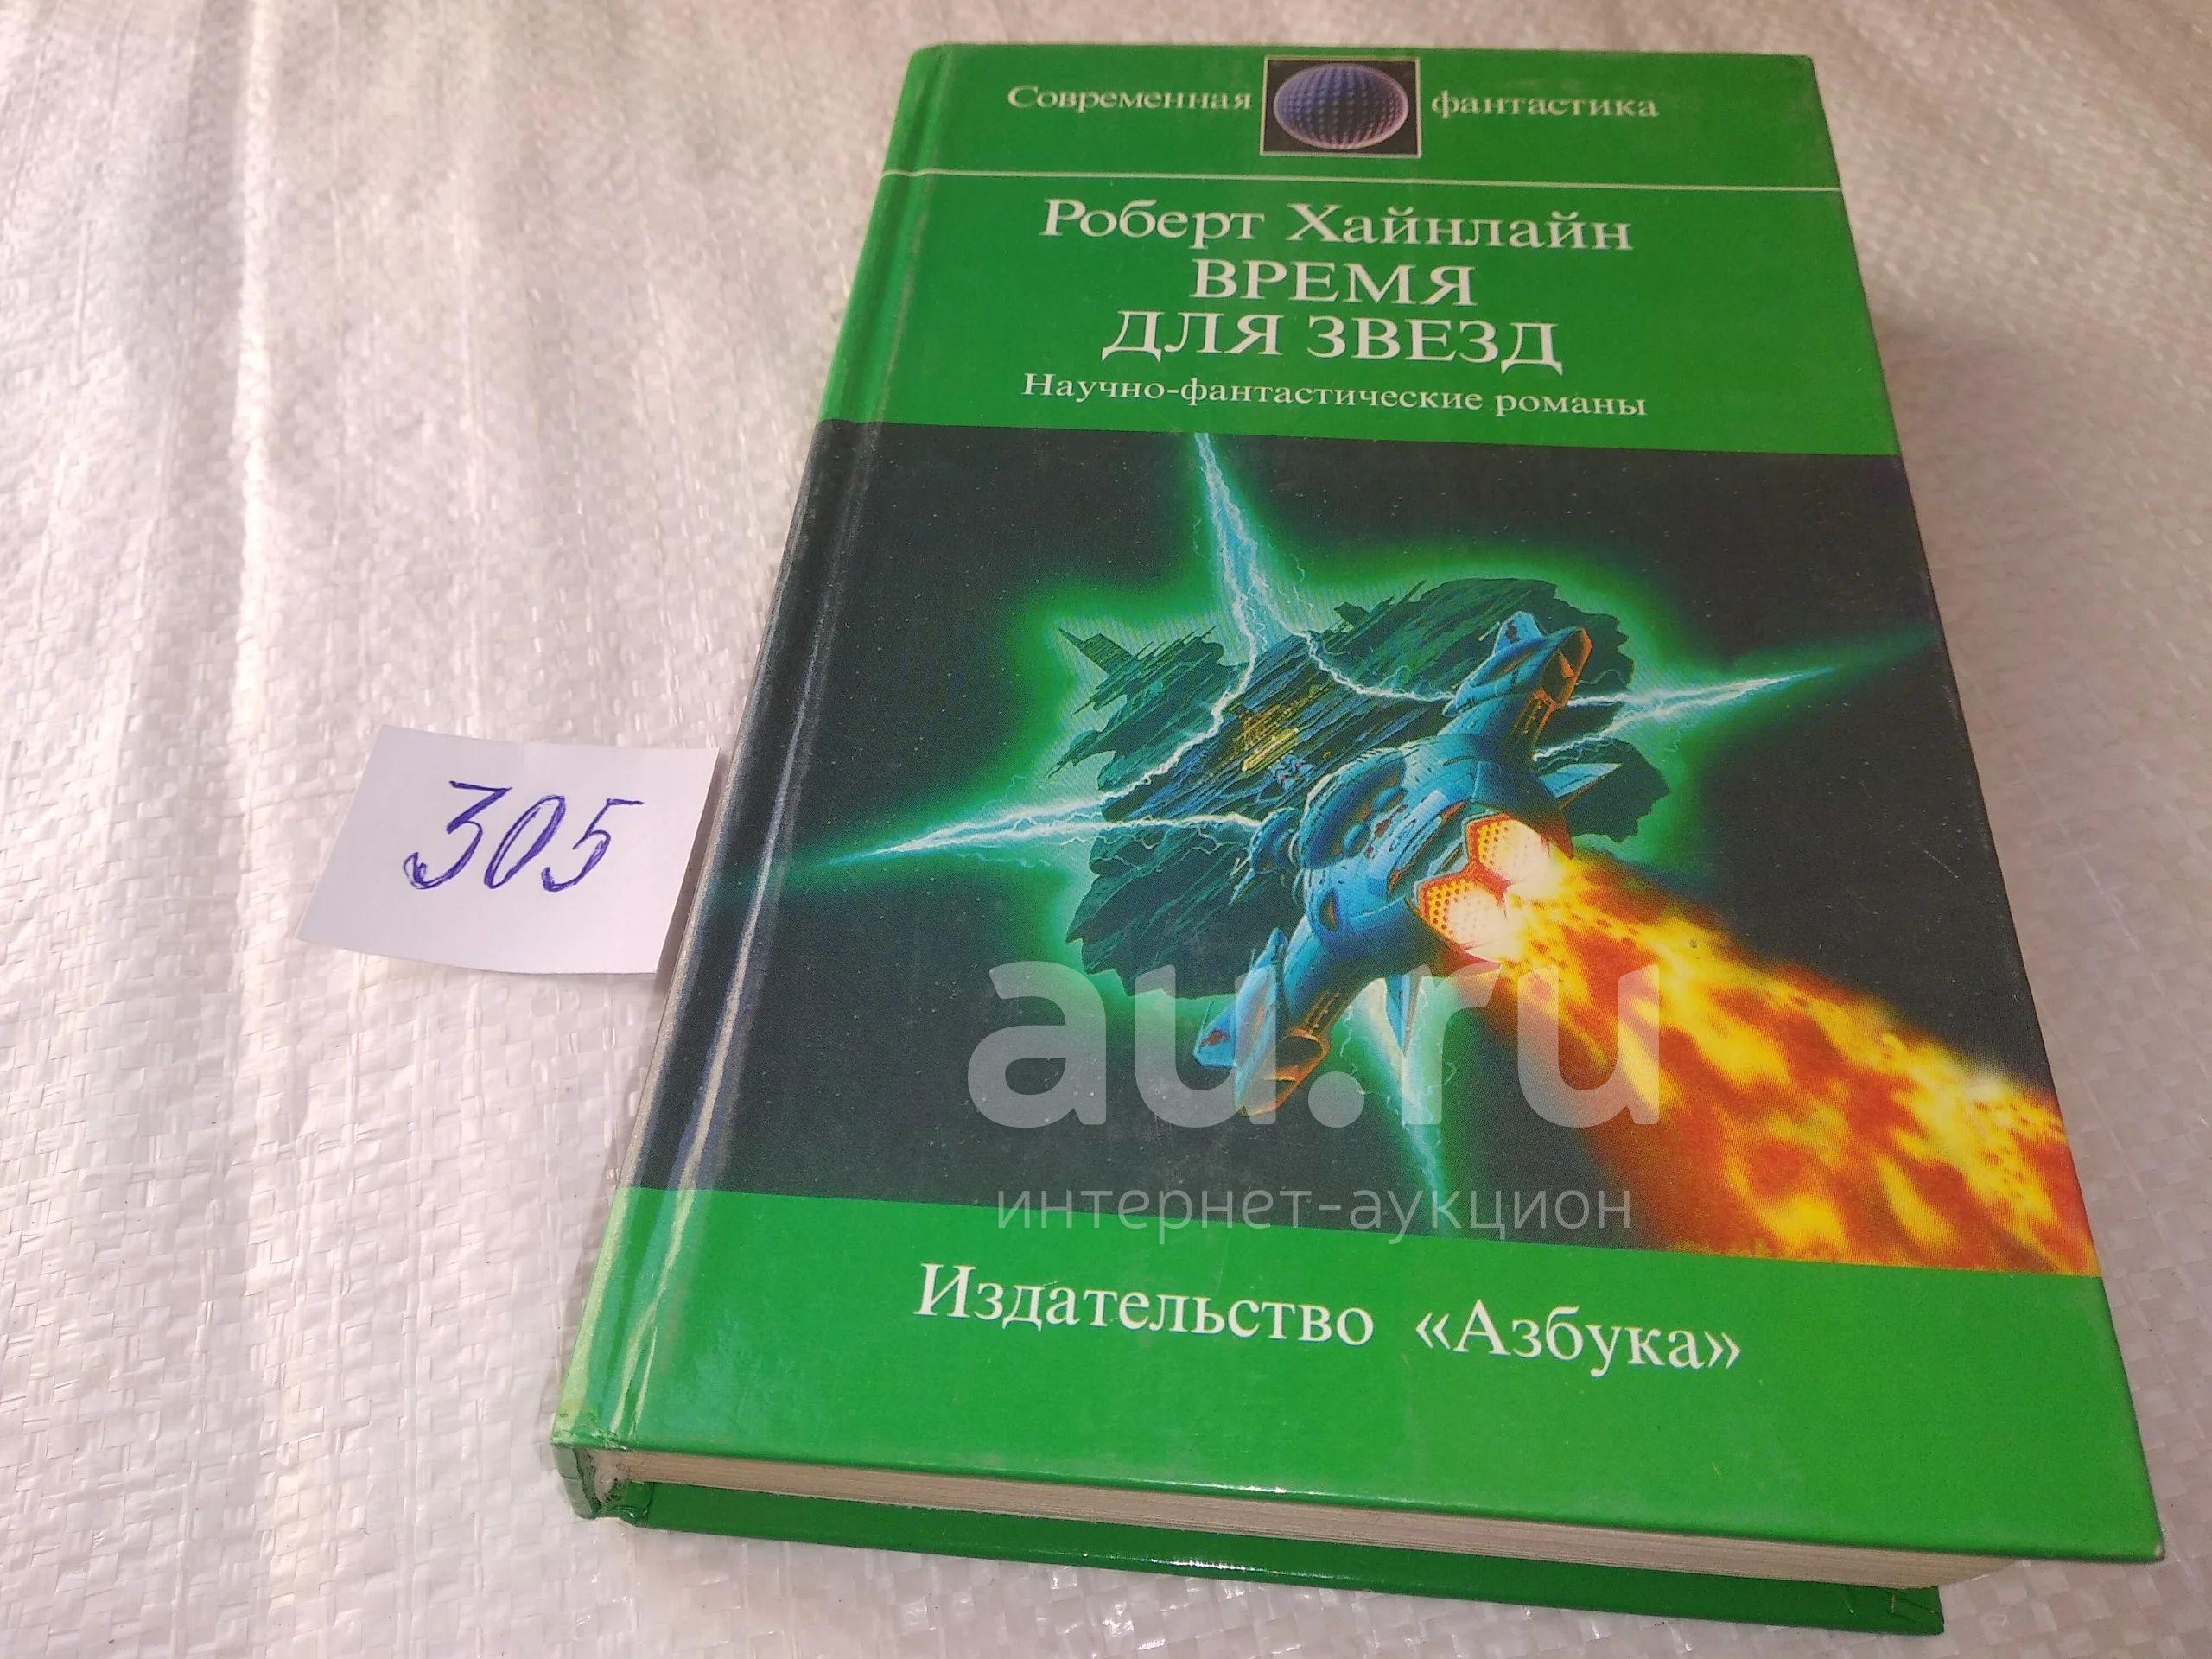 Современная фантастика
Роберт Хайнлайн
ВРЕМЯ
ДЛЯ ЗВЕЗД
Научно-фантастические романы
305
au.ru
интернет-аукцион
Издательство «Азбука»